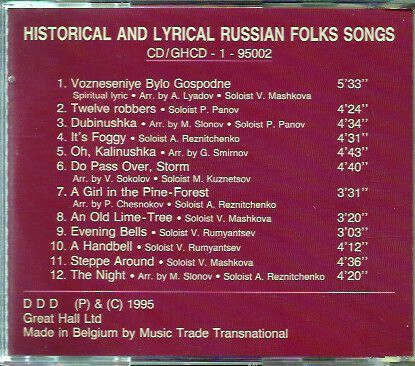 HISTORICAL AND LYRICAL RUSSIAN FOLKS SONGS
CD/GHCD - 1 - 95002
1. Vozneseniye Bylo Gospodne 5'33''
Spiritual lyric • Arr. by A. Lyadov • Soloist V. Mashkova
2. Twelve robbers • Soloist P. Panov 4'24''
3. Dubinushka • Arr. by M. Slonov • Soloist P. Panov 4'34''
4. It's Foggy • Soloist A. Reznitchenko 4'31''
5. Oh, Kalinushka • Arr. by G. Smirnov 4'43''
6. Do Pass Over, Storm 4'40''
Arr. by V. Sokolov • Soloist M. Kuznetsov
7. A Girl in the Pine-Forest 3'31''
Arr. by P. Chesnokov • Soloist A. Reznitchenko
8. An Old Lime-Tree • Soloist V. Mashkova 3'20''
9. Evening Bells • Soloist V. Rumyantsev 3'03''
10. A Handbell • Soloist V. Rumyantsev 4'12''
11. Steppe Around • Soloist V. Mashkova 4'36''
12. The Night • Arr. by M. Slonov • Soloist A. Reznitchenko 4'20''
D D D (P) & (C) 1995
Great Hall Ltd
Made in Belgium by Music Trade Transnational